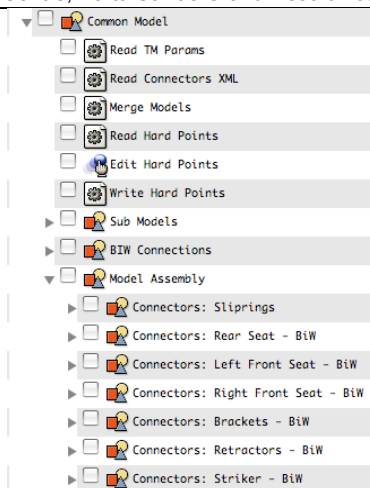 Common Model
Read TM Params
Read Connectors XML
Merge Models
Read Hard Points
Edit Hard Points
Write Hard Points
Sub Models
BIW Connections
Model Assembly
Connectors: Sliprings
Connectors: Rear Seat - BiW
Connectors: Left Front Seat - BiW
Connectors: Right Front Seat - BiW
Connectors: Brackets - BiW
Connectors: Retractors - BiW
Connectors: Striker - BiW